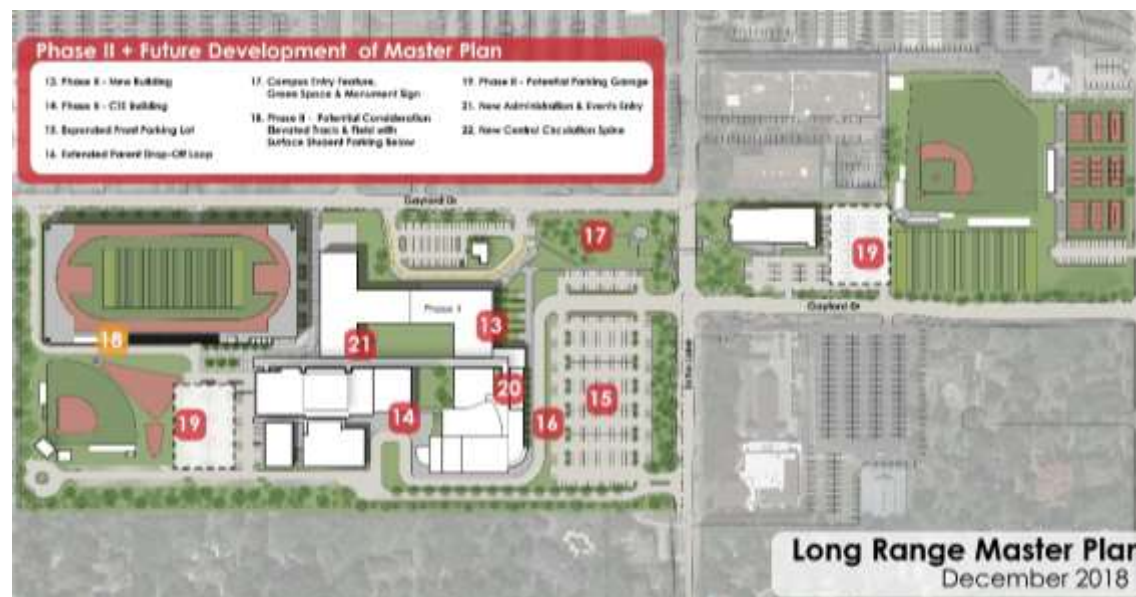 Phase II + Future Development of Master Plan
13. Phase II - New Building
14. Phase II - CTE Building
15. Expanded Front Parking Lot
16. Extended Parent Drop-Off Loop
17. Campus Entry Feature,
Green Space & Monument Sign
18. Phase II - Potential Consideration
Elevated Track & Field with
Surface Student Parking Below
19. Phase II - Potential Parking Garage
21. New Administration & Events Entry
22. New Central Circulation Spine
Gaylord Dr
17
19
Phase II
13
Gaylord Dr
18
21
20
15
14
16
19
Long Range Master Plan
December 2018